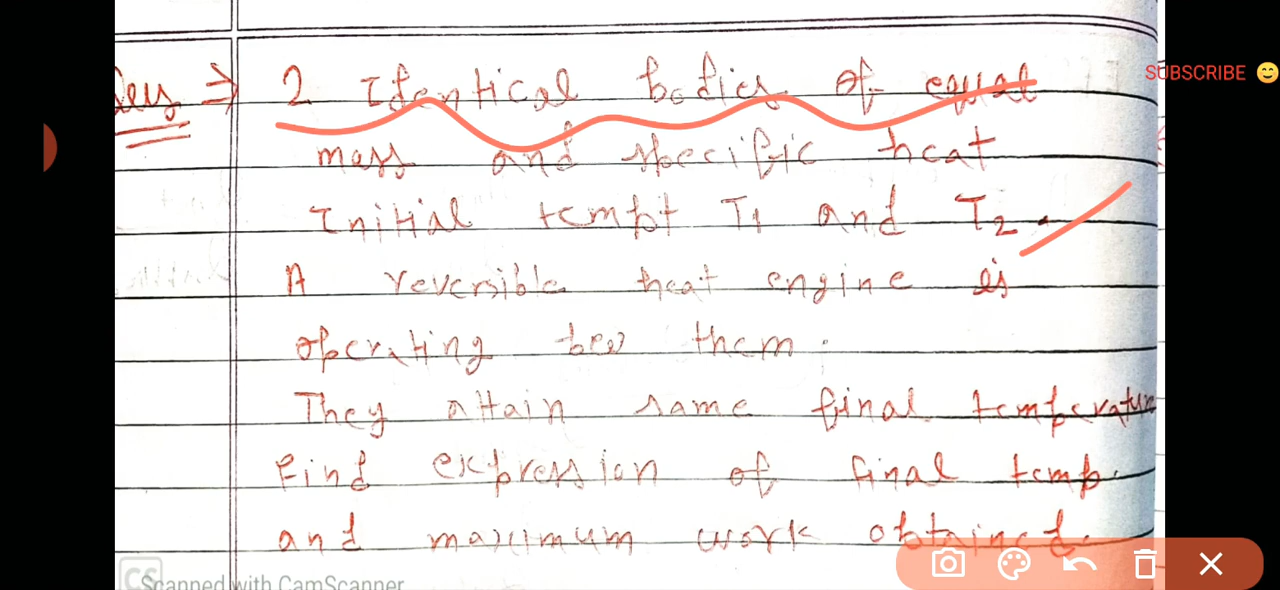 Ques ⇒ 2 Identical bodies of equal
mass and specific heat
Initial tempt T1 and T2.
A reversible heat engine is
operating bew them.
They attain same final temperature
Find expression of final temp.
and maximum work obtained.
SUBSCRIBE 😊
CS Scanned with CamScanner